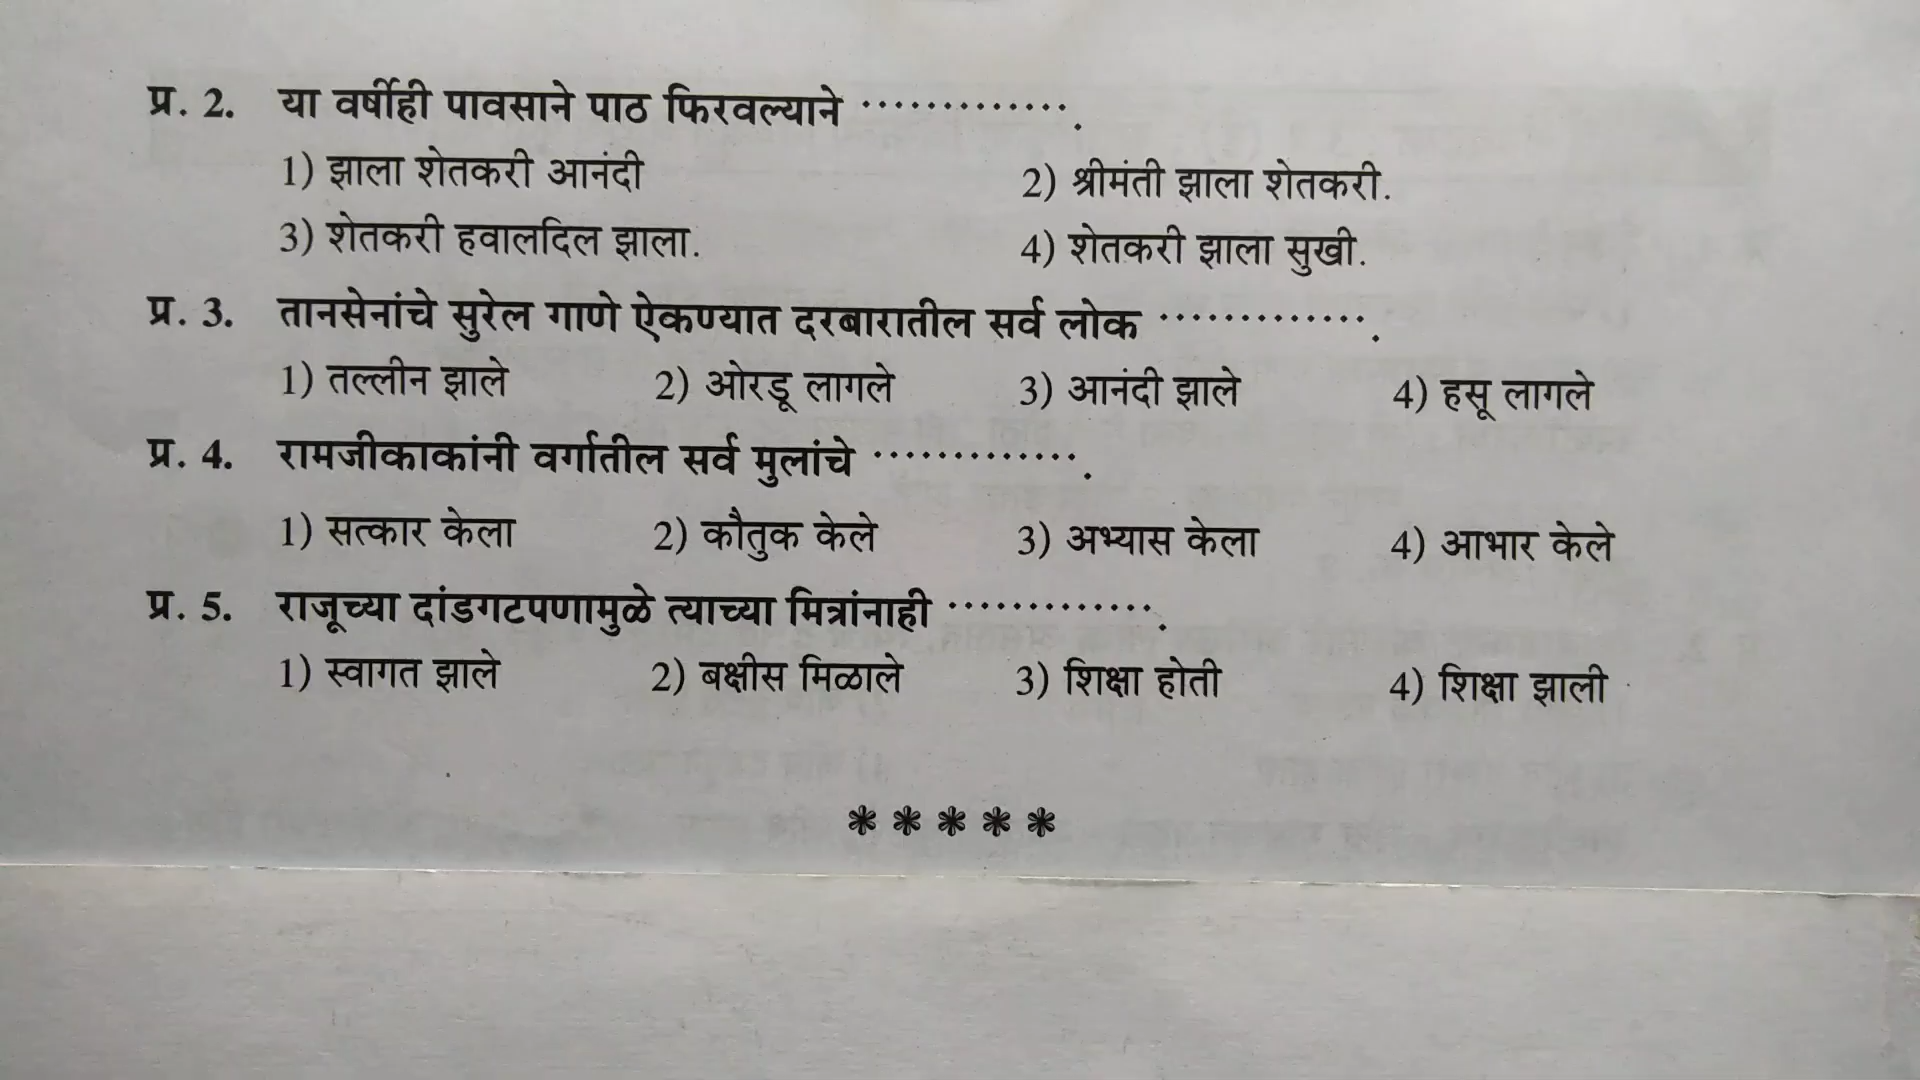 प्र. 2. या वर्षीही पावसाने पाठ फिरवल्याने .............
1) झाला शेतकरी आनंदी 2) श्रीमंती झाला शेतकरी.
3) शेतकरी हवालदिल झाला. 4) शेतकरी झाला सुखी.
प्र. 3. तानसेनांचे सुरेल गाणे ऐकण्यात दरबारातील सर्व लोक .............
1) तल्लीन झाले 2) ओरडू लागले 3) आनंदी झाले 4) हसू लागले
प्र. 4. रामजीकाकांनी वर्गातील सर्व मुलांचे .............
1) सत्कार केला 2) कौतुक केले 3) अभ्यास केला 4) आभार केले
प्र. 5. राजूच्या दांडगटपणामुळे त्याच्या मित्रांनाही .............
1) स्वागत झाले 2) बक्षीस मिळाले 3) शिक्षा होती 4) शिक्षा झाली
* * * * *